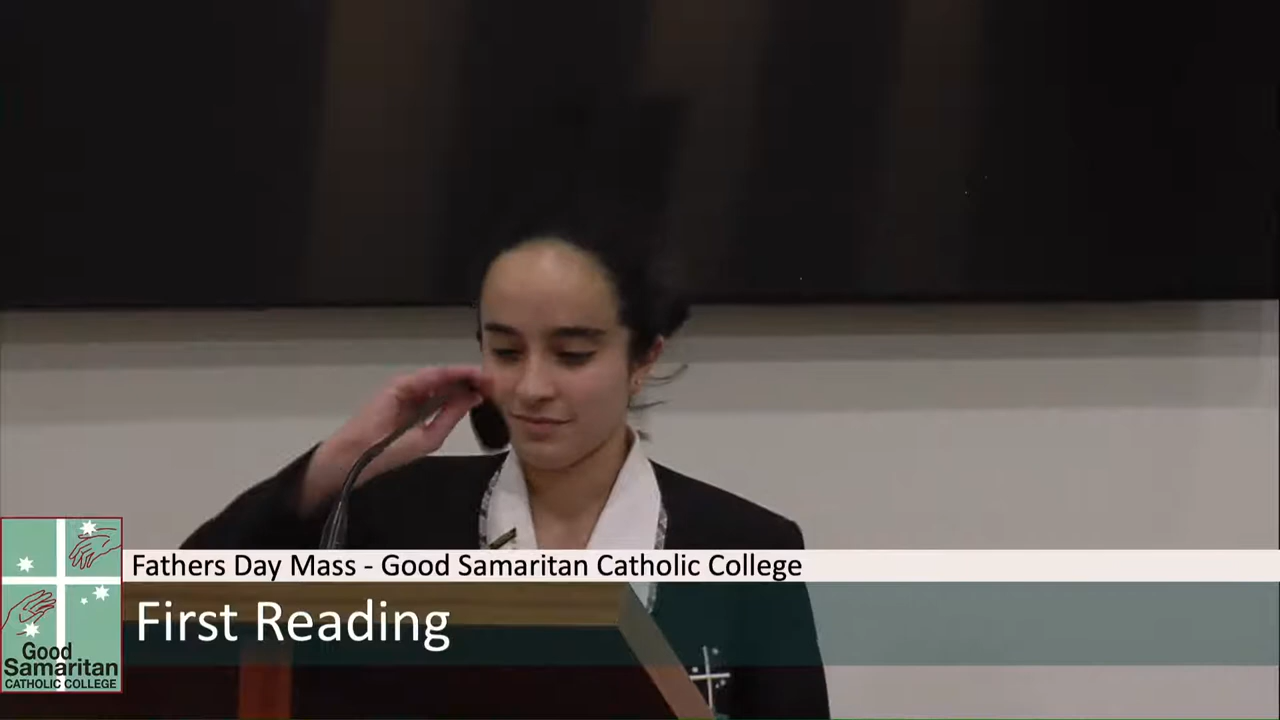 Fathers Day Mass - Good Samaritan Catholic College
First Reading
Good
Samaritan
CATHOLIC COLLEGE